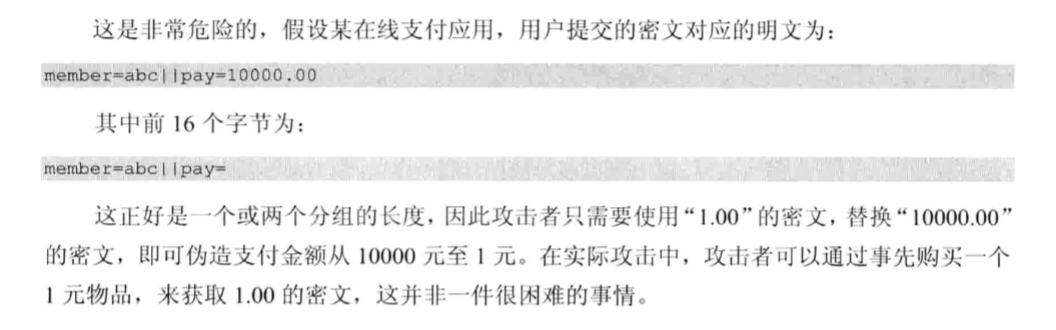 这是非常危险的，假设某在线支付应用，用户提交的密文对应的明文为：
member=abc||pay=10000.00
其中前 16 个字节为：
member=abc||pay=
这正好是一个或两个分组的长度，因此攻击者只需要使用“1.00”的密文，替换“10000.00”
的密文，即可伪造支付金额从 10000 元至 1 元。在实际攻击中，攻击者可以通过事先购买一个
1 元物品，来获取 1.00 的密文，这并非一件很困难的事情。